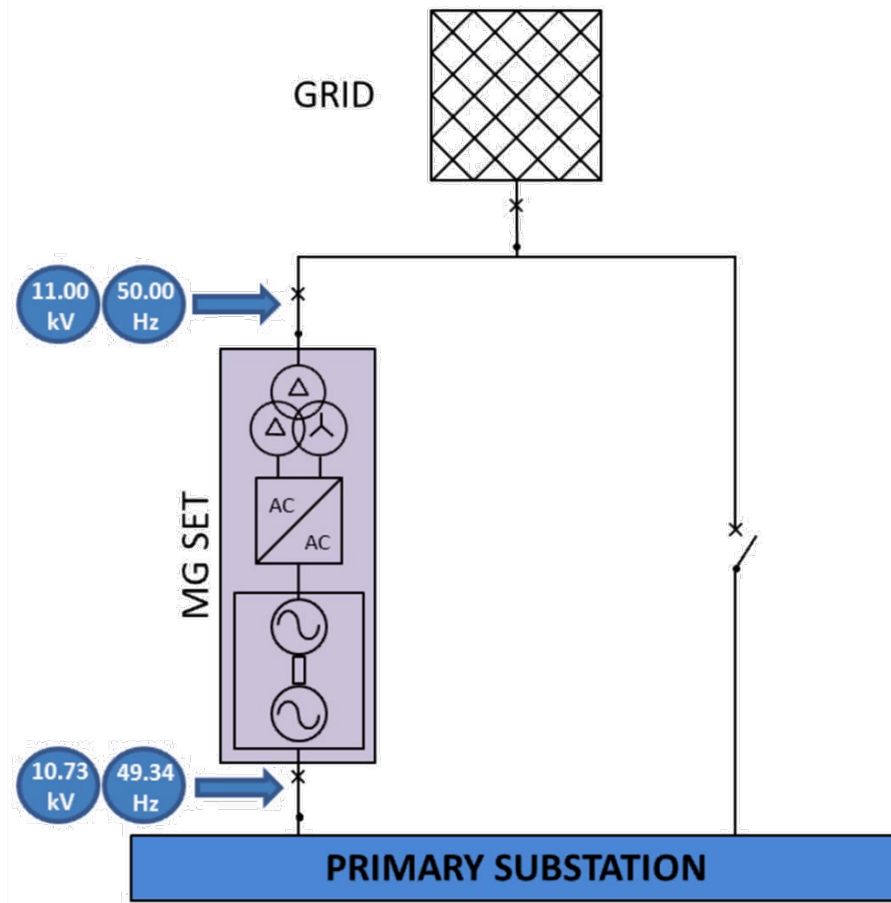 GRID
11.00
kV
50.00
Hz
AC
AC
MG SET
10.73
kV
49.34
Hz
PRIMARY SUBSTATION